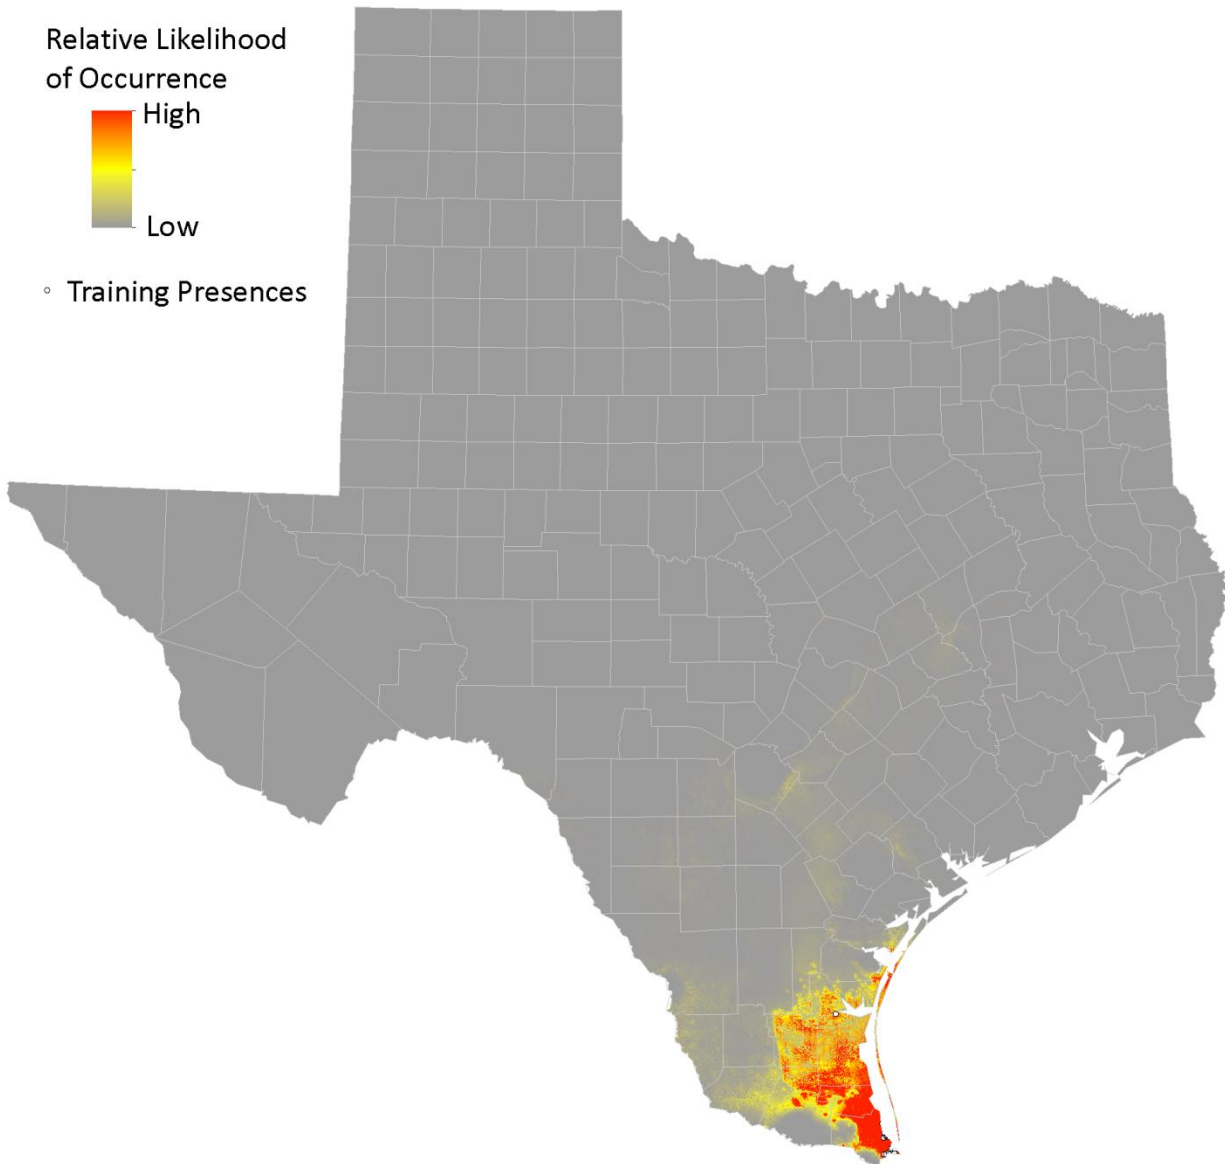 Relative Likelihood
of Occurrence
High
Low
Training Presences